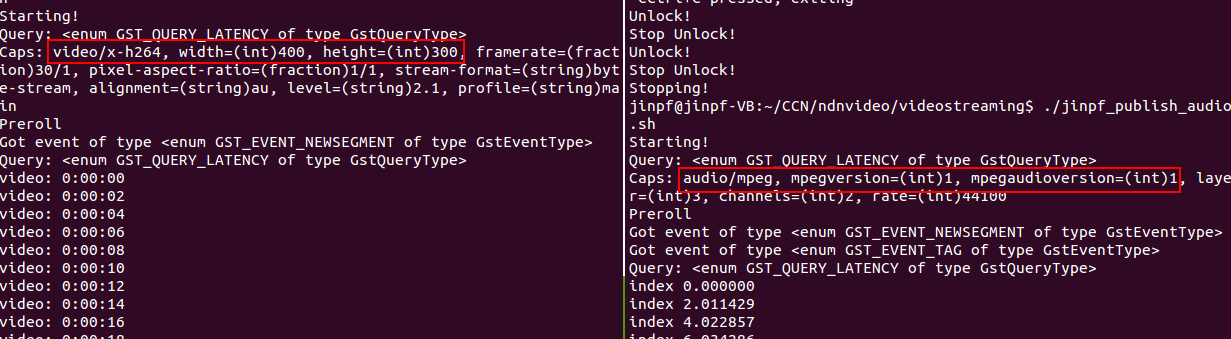 Starting!
Query: <enum GST_QUERY_LATENCY of type GstQueryType>
Caps: video/x-h264, width=(int)400, height=(int)300, framerate=(fract
ion)30/1, pixel-aspect-ratio=(fraction)1/1, stream-format=(string)byt
e-stream, alignment=(string)au, level=(string)2.1, profile=(string)ma
in
Preroll
Got event of type <enum GST_EVENT_NEWSEGMENT of type GstEventType>
Query: <enum GST_QUERY_LATENCY of type GstQueryType>
video: 0:00:00
video: 0:00:02
video: 0:00:04
video: 0:00:06
video: 0:00:08
video: 0:00:10
video: 0:00:12
video: 0:00:14
video: 0:00:16
video: 0:00:18
Unlock!
Stop Unlock!
Unlock!
Stop Unlock!
Stopping!
jinpf@jinpf-VB:~/CCN/ndnvideo/videostreaming$ ./jinpf_publish_audio
.sh
Starting!
Query: <enum GST_QUERY_LATENCY of type GstQueryType>
Caps: audio/mpeg, mpegversion=(int)1, mpegaudioversion=(int)1, laye
r=(int)3, channels=(int)2, rate=(int)44100
Preroll
Got event of type <enum GST_EVENT_NEWSEGMENT of type GstEventType>
Got event of type <enum GST_EVENT_TAG of type GstEventType>
Query: <enum GST_QUERY_LATENCY of type GstQueryType>
index 0.000000
index 2.011429
index 4.022857
index 6.034286